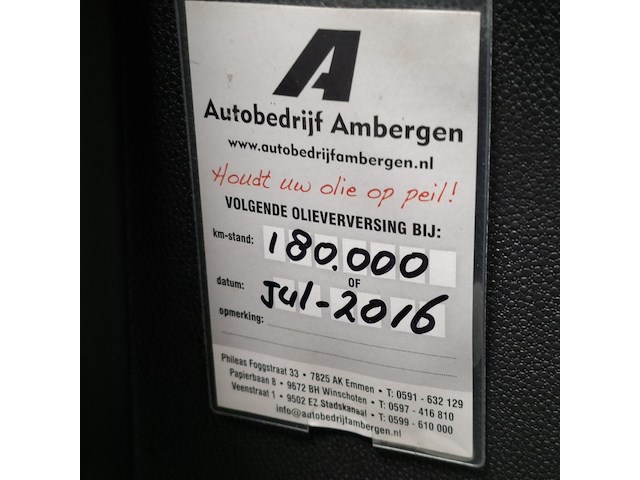 A
Autobedrijf Ambergen
www.autobedrijfambergen.nl
Houdt uw olie op peil!
VOLGENDE OLIEVERVERSING BIJ:
km-stand: 180.000
OF
datum: Jul-2016
opmerking:
Phileas Foggstraat 33 • 7825 AK Emmen • T: 0591 - 632 129
Papierbaan 8 • 9672 BH Winschoten • T: 0597 - 416 810
Veenstraat 1 • 9502 EZ Stadskanaal • T: 0599 - 610 000
info@autobedrijfambergen.nl